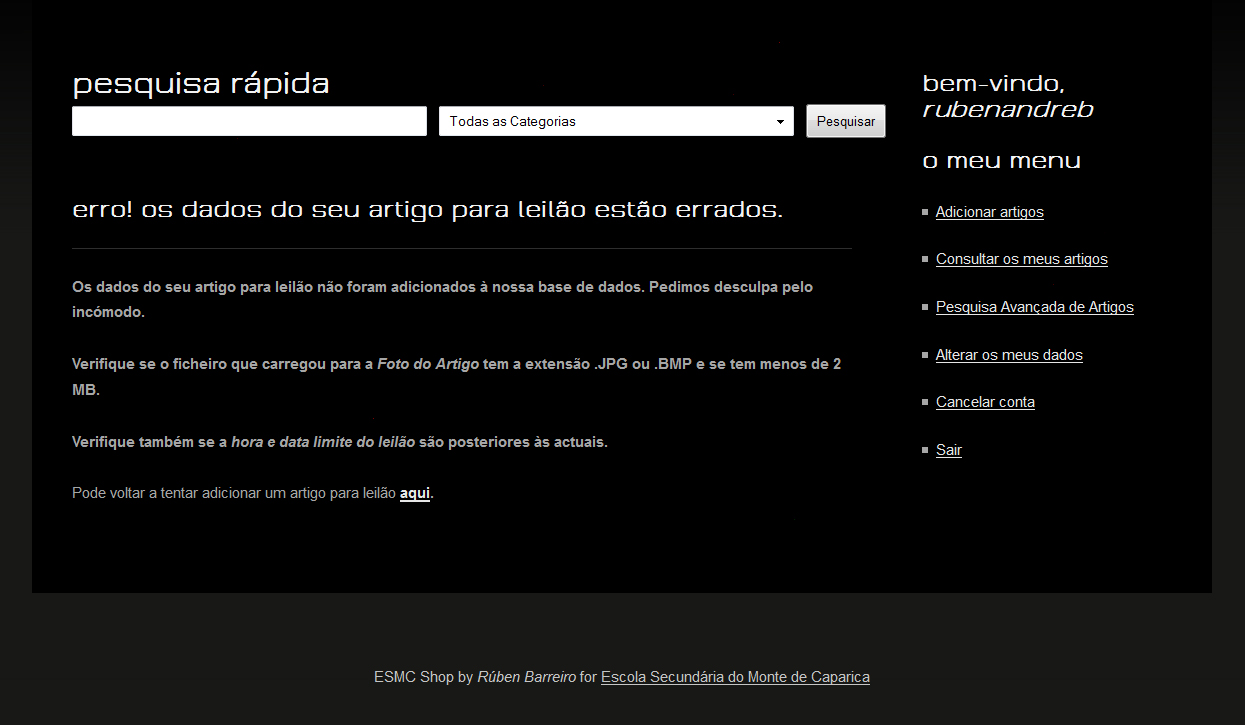 pesquisa rápida
Todas as Categorias
Pesquisar
erro! os dados do seu artigo para leilão estão errados.
Os dados do seu artigo para leilão não foram adicionados à nossa base de dados. Pedimos desculpa pelo
incómodo.
Verifique se o ficheiro que carregou para a Foto do Artigo tem a extensão .JPG ou .BMP e se tem menos de 2
MB.
Verifique também se a hora e data limite do leilão são posteriores às actuais.
Pode voltar a tentar adicionar um artigo para leilão aqui.
bem-vindo,
rubenandreb
o meu menu
Adicionar artigos
Consultar os meus artigos
Pesquisa Avançada de Artigos
Alterar os meus dados
Cancelar conta
Sair
ESMC Shop by Rúben Barreiro for Escola Secundária do Monte de Caparica